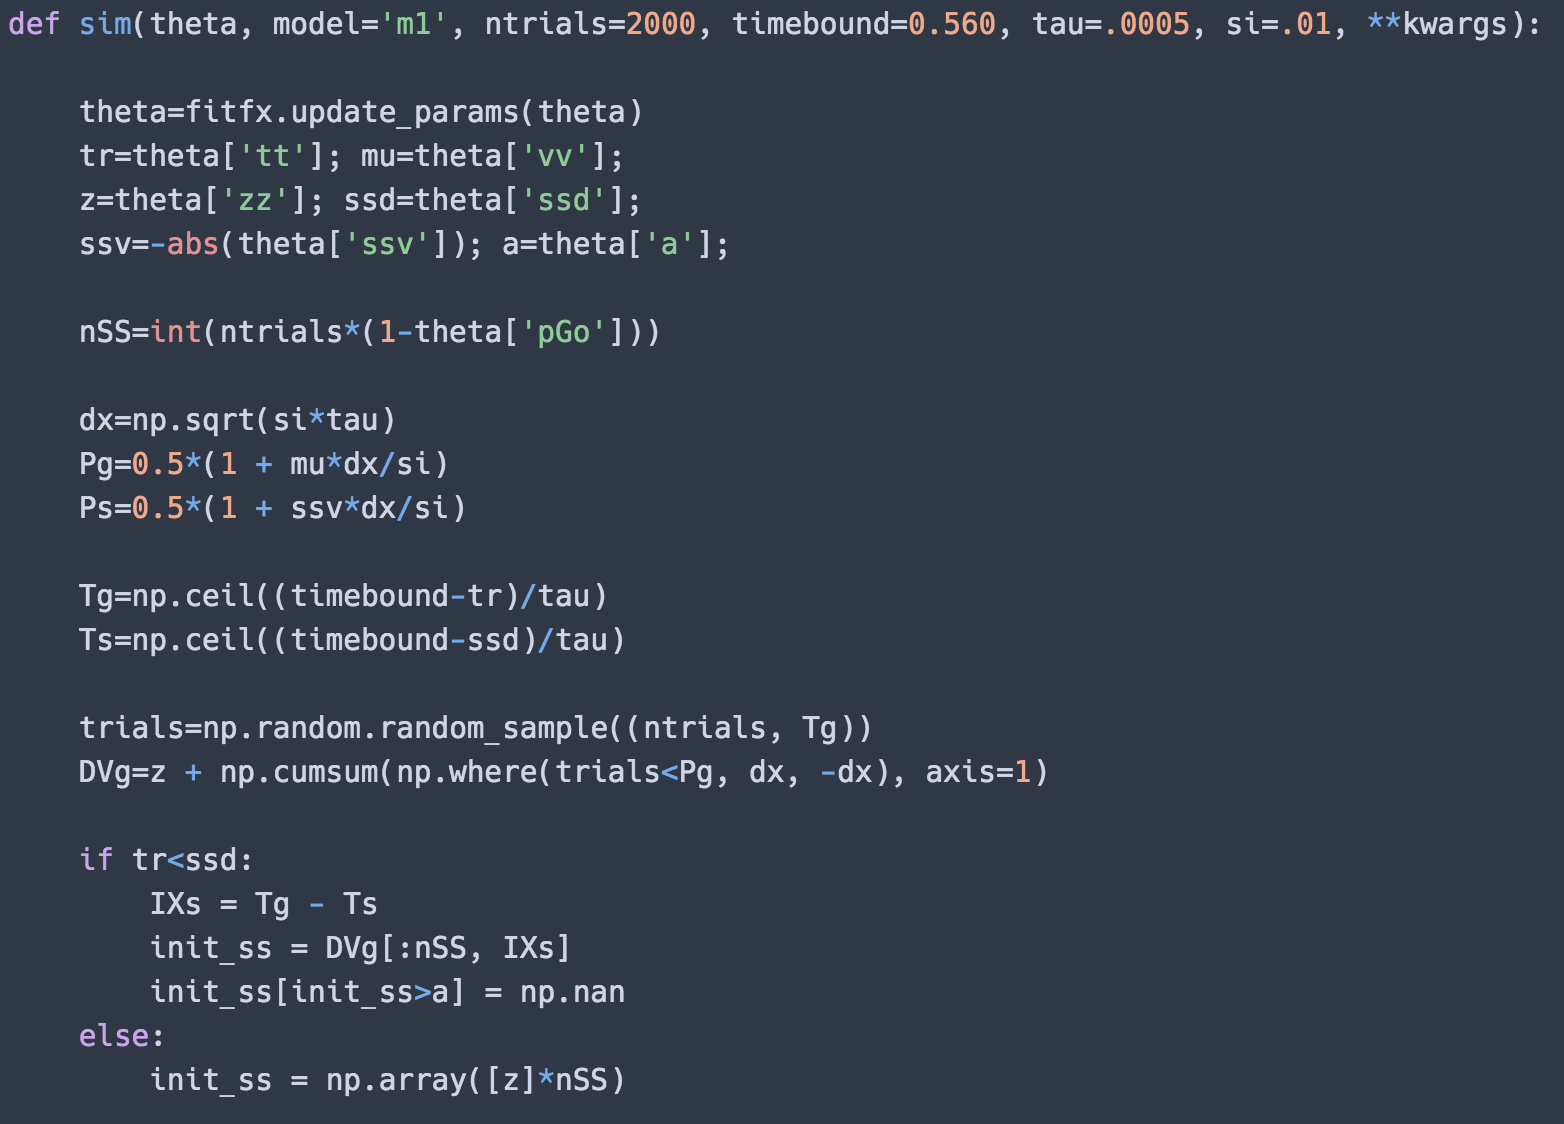 def sim(theta, model='m1', ntrials=2000, timebound=0.560, tau=.0005, si=.01, **kwargs):
    theta=fitfx.update_params(theta)
    tr=theta['tt']; mu=theta['vv'];
    z=theta['zz']; ssd=theta['ssd'];
    ssv=-abs(theta['ssv']); a=theta['a'];
    nSS=int(ntrials*(1-theta['pGo']))
    dx=np.sqrt(si*tau)
    Pg=0.5*(1 + mu*dx/si)
    Ps=0.5*(1 + ssv*dx/si)
    Tg=np.ceil((timebound-tr)/tau)
    Ts=np.ceil((timebound-ssd)/tau)
    trials=np.random.random_sample((ntrials, Tg))
    DVg=z + np.cumsum(np.where(trials<Pg, dx, -dx), axis=1)
    if tr<ssd:
        IXs = Tg - Ts
        init_ss = DVg[:nSS, IXs]
        init_ss[init_ss>a] = np.nan
    else:
        init_ss = np.array([z]*nSS)